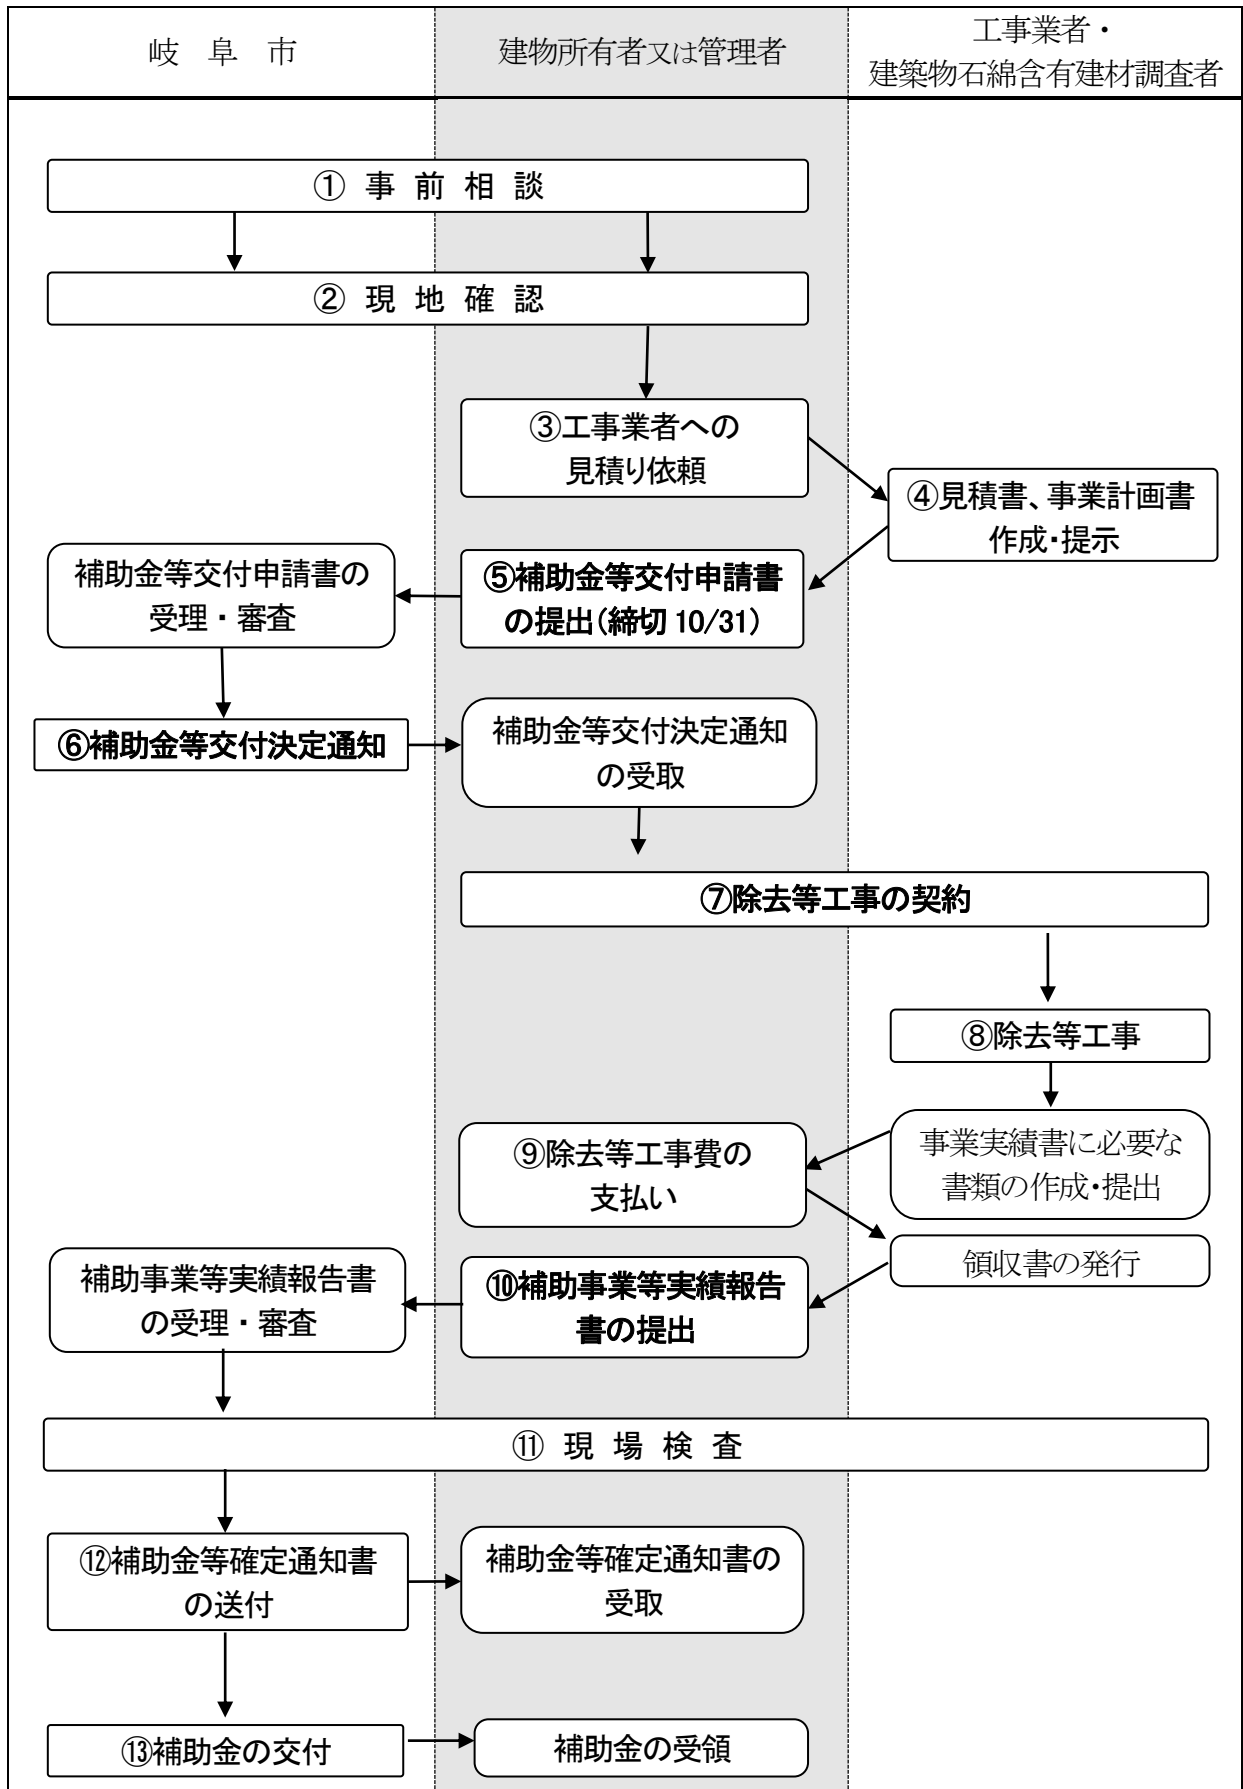 岐 阜 市
建物所有者又は管理者
工事業者・
建築物石綿含有建材調査者
① 事 前 相 談
② 現 地 確 認
③工事業者への
見積り依頼
④見積書、事業計画書
作成・提示
⑤補助金等交付申請書
の提出（締切 10/31）
補助金等交付申請書の
受理・審査
⑥補助金等交付決定通知
補助金等交付決定通知
の受取
⑦除去等工事の契約
⑧除去等工事
事業実績書に必要な
書類の作成・提出
⑨除去等工事費の
支払い
領収書の発行
⑩補助事業等実績報告
書の提出
補助事業等実績報告書
の受理・審査
⑪ 現 場 検 査
⑫補助金等確定通知書
の送付
補助金等確定通知書の
受取
⑬補助金の交付
補助金の受領